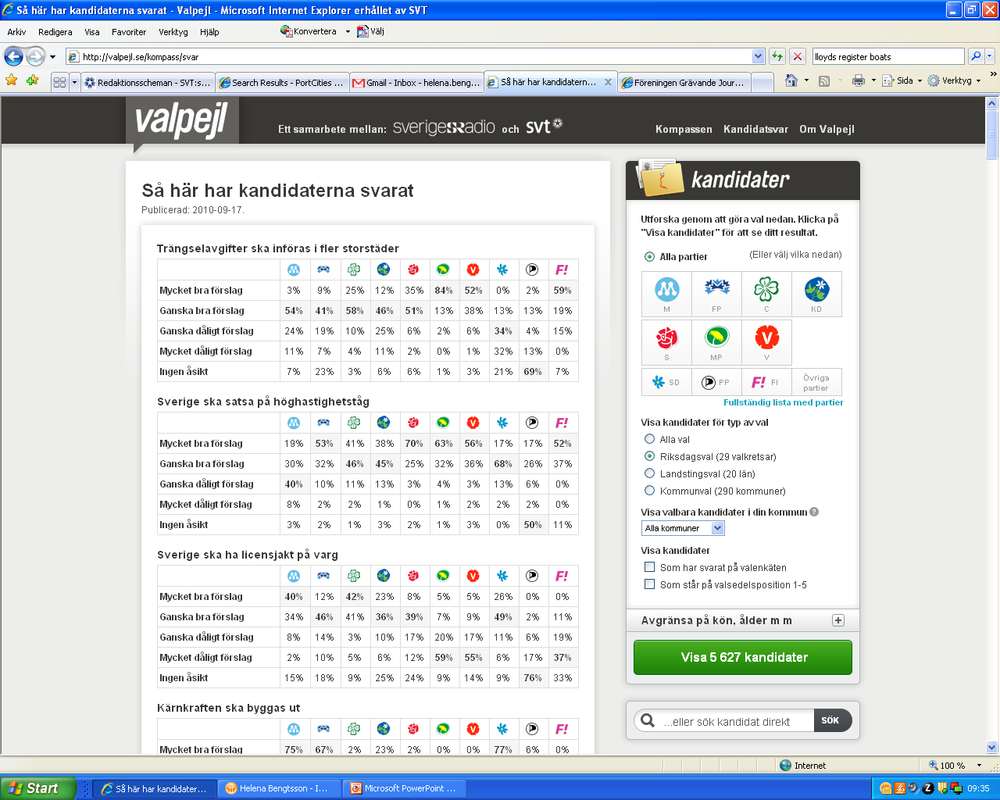 Så här har kandidaterna svarat - Valpejl - Microsoft Internet Explorer erhållet av SVT
Arkiv Redigera Visa Favoriter Verktyg Hjälp Konvertera Välj
http://valpejl.se/kompass/svar lloyds register boats
Redaktionsscheman - SVT:s... Search Results - PortCities ... Gmail - Inbox - helena.beng... Så här har kandidatern... Föreningen Grävande Jour... Sida Verktyg »
valpejl Ett samarbete mellan: sverigesradio och svt Kompassen Kandidatsvar Om Valpejl
Så här har kandidaterna svarat
Publicerad: 2010-09-17.
Trängselavgifter ska införas i fler storstäder
M V F!
Mycket bra förslag 3% 9% 25% 12% 35% 84% 52% 0% 2% 59%
Ganska bra förslag 54% 41% 58% 46% 51% 13% 38% 13% 13% 19%
Ganska dåligt förslag 24% 19% 10% 25% 6% 2% 6% 34% 4% 15%
Mycket dåligt förslag 11% 7% 4% 11% 2% 0% 1% 32% 13% 0%
Ingen åsikt 7% 23% 3% 6% 6% 1% 3% 21% 69% 7%
Sverige ska satsa på höghastighetståg
M V F!
Mycket bra förslag 19% 53% 41% 38% 70% 63% 56% 17% 17% 52%
Ganska bra förslag 30% 32% 46% 45% 25% 32% 36% 68% 26% 37%
Ganska dåligt förslag 40% 10% 11% 13% 3% 4% 3% 13% 6% 0%
Mycket dåligt förslag 8% 2% 2% 1% 0% 1% 2% 2% 2% 0%
Ingen åsikt 3% 2% 1% 3% 2% 1% 3% 0% 50% 11%
Sverige ska ha licensjakt på varg
M V F!
Mycket bra förslag 40% 12% 42% 23% 8% 5% 5% 26% 0% 0%
Ganska bra förslag 34% 46% 41% 36% 39% 7% 9% 49% 2% 11%
Ganska dåligt förslag 8% 14% 3% 10% 17% 20% 17% 11% 6% 19%
Mycket dåligt förslag 2% 10% 5% 6% 12% 59% 55% 6% 17% 37%
Ingen åsikt 15% 18% 9% 25% 24% 9% 14% 9% 76% 33%
Kärnkraften ska byggas ut
M V F!
Mycket bra förslag 75% 67% 2% 23% 2% 0% 0% 77% 6% 0%
kandidater
Utforska genom att göra val nedan. Klicka på
"Visa kandidater" för att se ditt resultat.
Alla partier (Eller välj vilka nedan)
M
M FP C KD
V
S MP V
SD PP F! FI Övriga
partier
Fullständig lista med partier
Visa kandidater för typ av val
Alla val
Riksdagsval (29 valkretsar)
Landstingsval (20 län)
Kommunval (290 kommuner)
Visa valbara kandidater i din kommun ?
Alla kommuner
Visa kandidater
Som har svarat på valenkäten
Som står på valsedelsposition 1-5
Avgränsa på kön, ålder m m +
Visa 5 627 kandidater
...eller sök kandidat direkt SÖK
Internet 100 %
Start Så här har kandidater... Helena Bengtsson - I... Microsoft PowerPoint ... 09:35